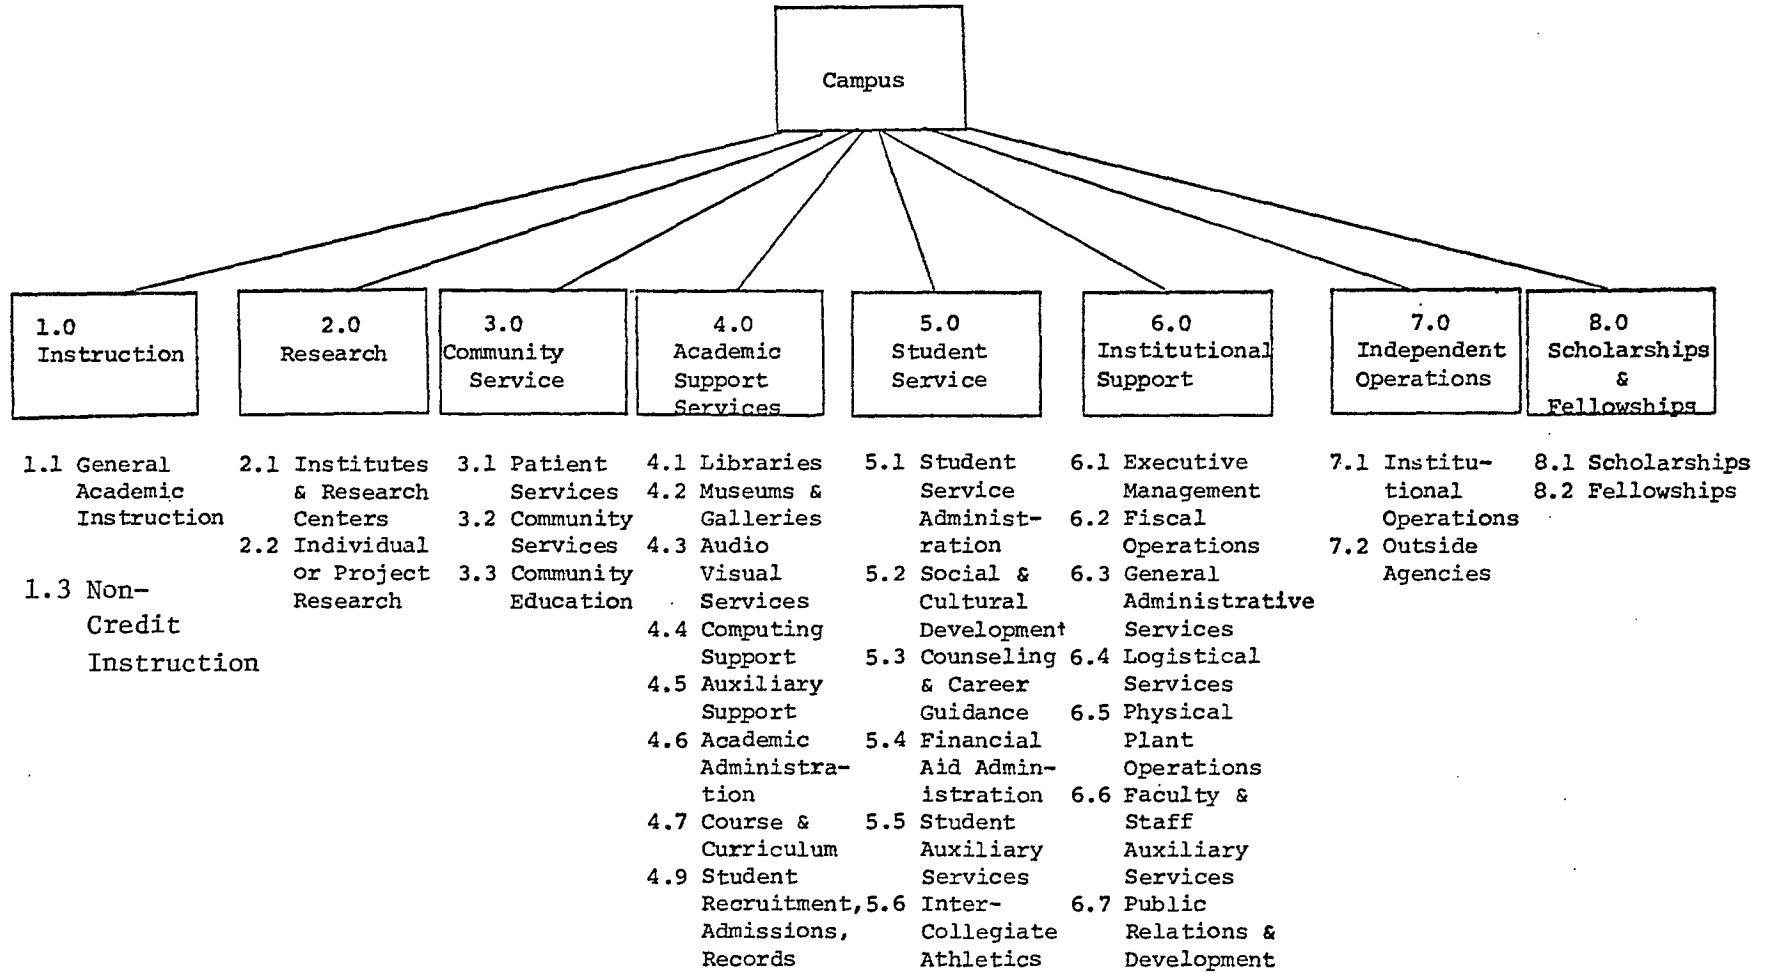 Campus
1.0
Instruction
2.0
Research
3.0
Community
Service
4.0
Academic
Support
Services
5.0
Student
Service
6.0
Institutional
Support
7.0
Independent
Operations
8.0
Scholarships
&
Fellowships
1.1 General
Academic
Instruction
1.3 Non-
Credit
Instruction
2.1 Institutes
& Research
Centers
2.2 Individual
or Project
Research
3.1 Patient
Services
3.2 Community
Services
3.3 Community
Education
4.1 Libraries
4.2 Museums &
Galleries
4.3 Audio
Visual
Services
4.4 Computing
Support
4.5 Auxiliary
Support
4.6 Academic
Administra-
tion
4.7 Course &
Curriculum
4.9 Student
Recruitment,
Admissions,
Records
5.1 Student
Service
Administ-
ration
5.2 Social &
Cultural
Development
5.3 Counseling
& Career
Guidance
5.4 Financial
Aid Admin-
istration
5.5 Student
Auxiliary
Services
5.6 Inter-
Collegiate
Athletics
6.1 Executive
Management
6.2 Fiscal
Operations
6.3 General
Administrative
Services
6.4 Logistical
Services
6.5 Physical
Plant
Operations
6.6 Faculty &
Staff
Auxiliary
Services
6.7 Public
Relations &
Development
7.1 Institu-
tional
Operations
7.2 Outside
Agencies
8.1 Scholarships
8.2 Fellowships